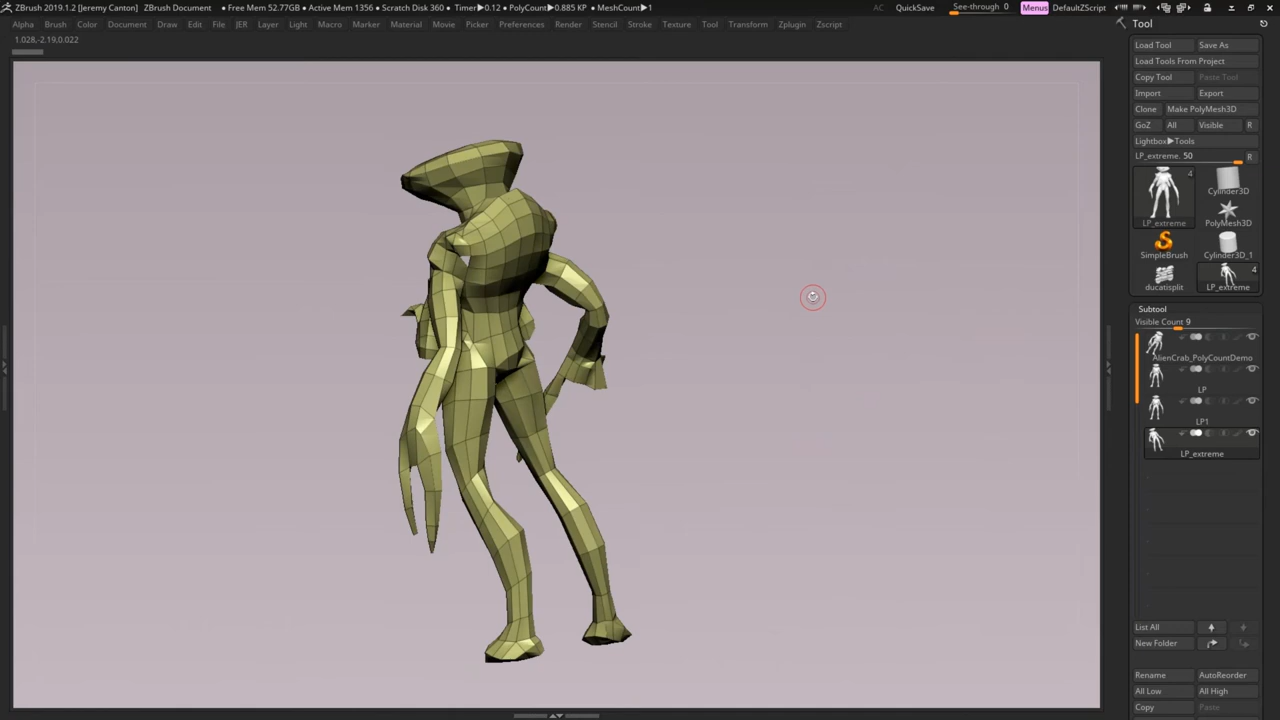 ZBrush 2019.1.2 [Jeremy Canton] ZBrush Document • Free Mem 52.77GB • Active Mem 1356 • Scratch Disk 360 • Timer▶0.12 • PolyCount▶0.885 KP • MeshCount▶1 AC QuickSave See-through 0 Menus DefaultZScript
Alpha Brush Color Document Draw Edit File JER Layer Light Macro Marker Material Movie Picker Preferences Render Stencil Stroke Texture Tool Transform Zplugin Zscript
1.028,-2.19,0.022
Tool
Load Tool Save As
Load Tools From Project
Copy Tool Paste Tool
Import Export
Clone Make PolyMesh3D
GoZ All Visible R
Lightbox▶Tools
LP_extreme. 50 R
4
Cylinder3D
LP_extreme PolyMesh3D
SimpleBrush Cylinder3D_1
4
ducatisplit LP_extreme
Subtool
Visible Count 9
AlienCrab_PolyCountDemo
LP
LP1
LP_extreme
List All
New Folder
Rename AutoReorder
All Low All High
Copy Paste